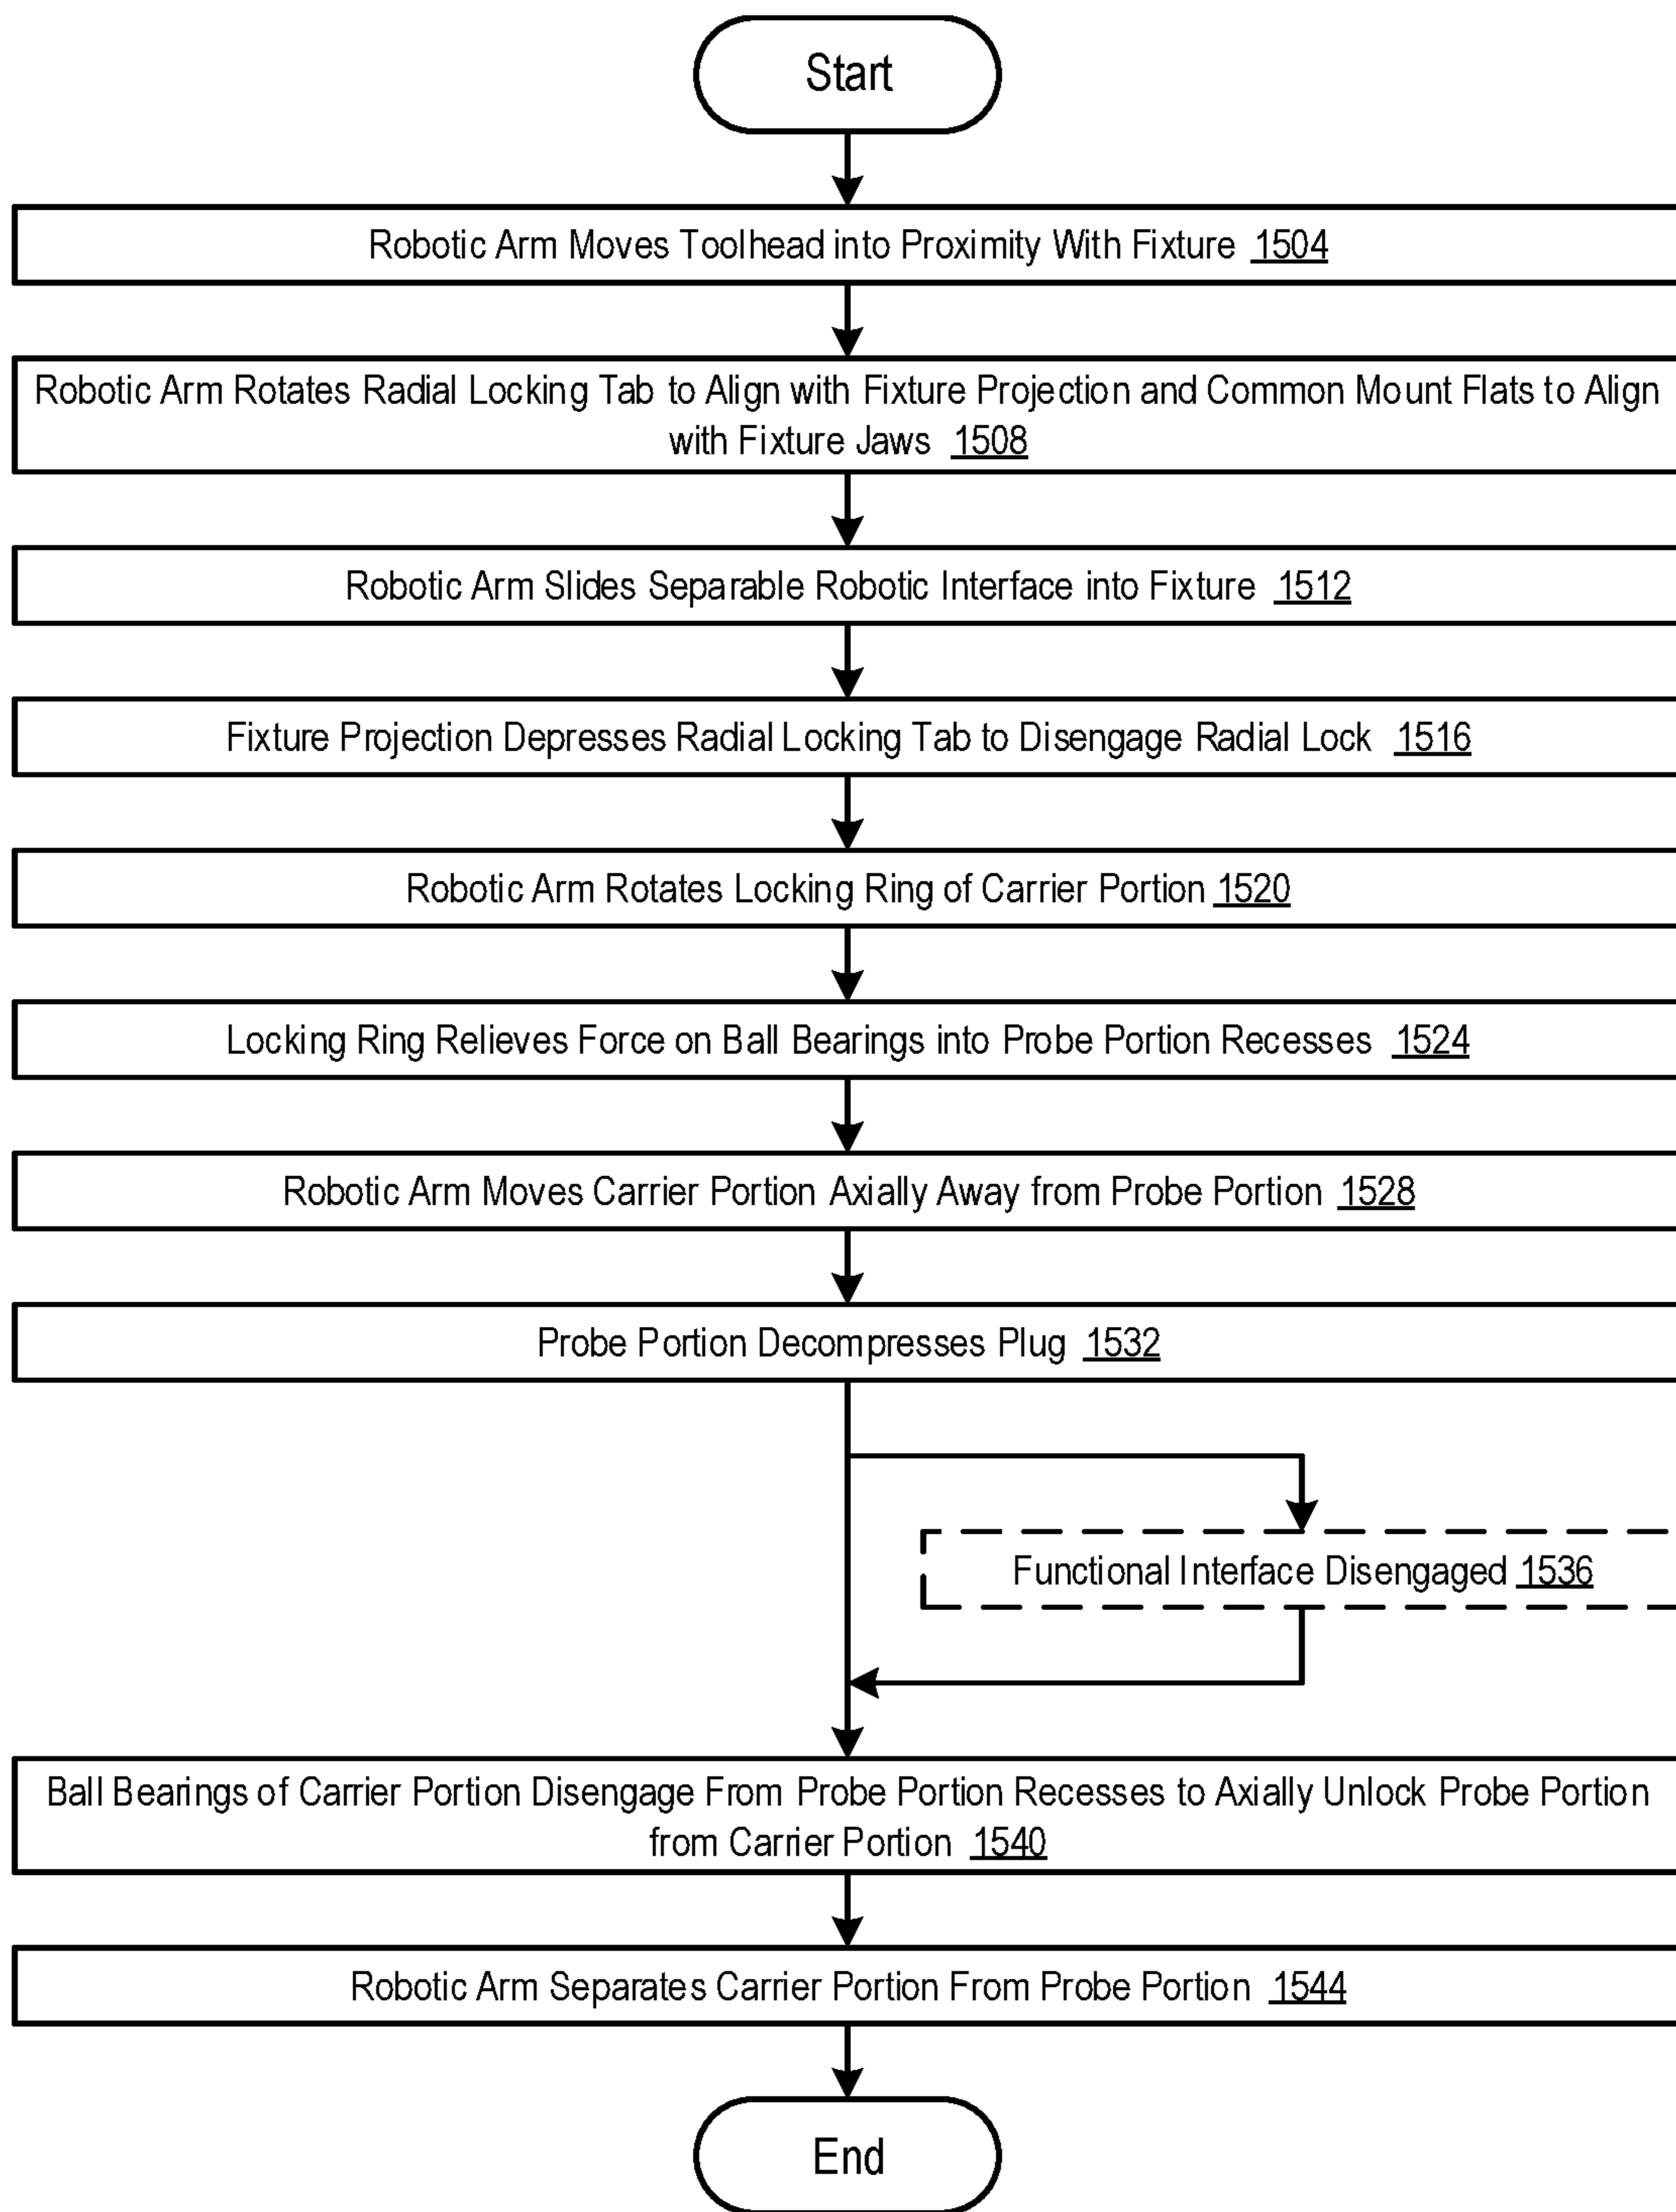 Start
Robotic Arm Moves Toolhead into Proximity With Fixture 1504
Robotic Arm Rotates Radial Locking Tab to Align with Fixture Projection and Common Mount Flats to Align
with Fixture Jaws 1508
Robotic Arm Slides Separable Robotic Interface into Fixture 1512
Fixture Projection Depresses Radial Locking Tab to Disengage Radial Lock 1516
Robotic Arm Rotates Locking Ring of Carrier Portion 1520
Locking Ring Relieves Force on Ball Bearings into Probe Portion Recesses 1524
Robotic Arm Moves Carrier Portion Axially Away from Probe Portion 1528
Probe Portion Decompresses Plug 1532
Functional Interface Disengaged 1536
Ball Bearings of Carrier Portion Disengage From Probe Portion Recesses to Axially Unlock Probe Portion
from Carrier Portion 1540
Robotic Arm Separates Carrier Portion From Probe Portion 1544
End